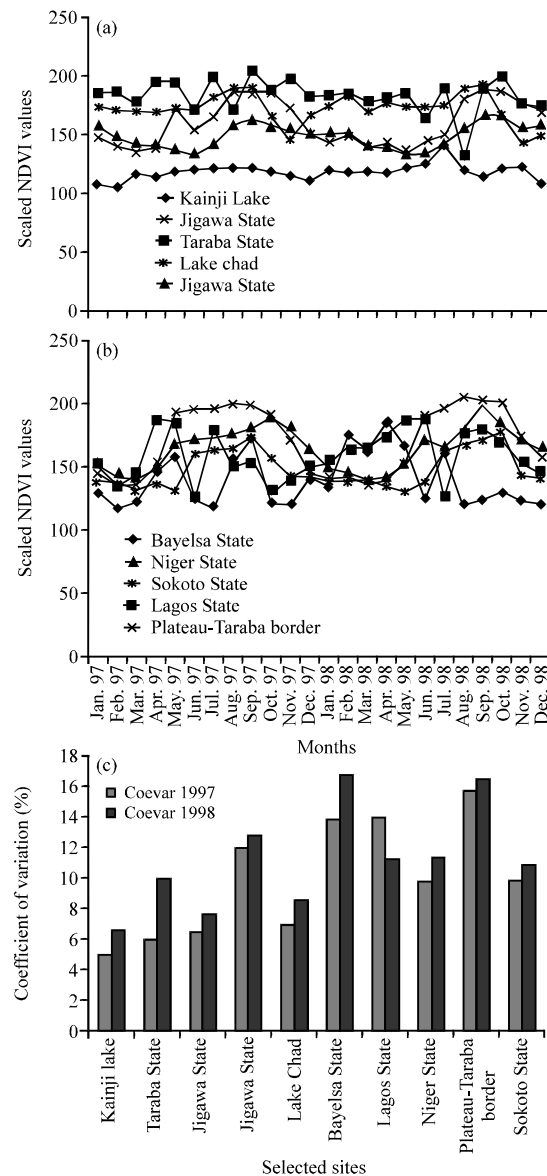 (a)
250
200
150
100
50
0
Scaled NDVI values
Kainji Lake
Jigawa State
Taraba State
Lake chad
Jigawa State
(b)
250
200
150
100
50
0
Scaled NDVI values
Bayelsa State
Niger State
Sokoto State
Lagos State
Plateau-Taraba border
Jan. 97
Feb. 97
Mar. 97
Apr. 97
May. 97
Jun. 97
Jul. 97
Aug. 97
Sep. 97
Oct. 97
Nov. 97
Dec. 97
Jan. 98
Feb. 98
Mar. 98
Apr. 98
May. 98
Jun. 98
Jul. 98
Aug. 98
Sep. 98
Oct. 98
Nov. 98
Dec. 98
Months
(c)
18
16
14
12
10
8
6
4
2
0
Coefficient of variation (%)
Coevar 1997
Coevar 1998
Kainji lake
Taraba State
Jigawa State
Jigawa State
Lake Chad
Bayelsa State
Lagos State
Niger State
Plateau-Taraba
border
Sokoto State
Selected sites